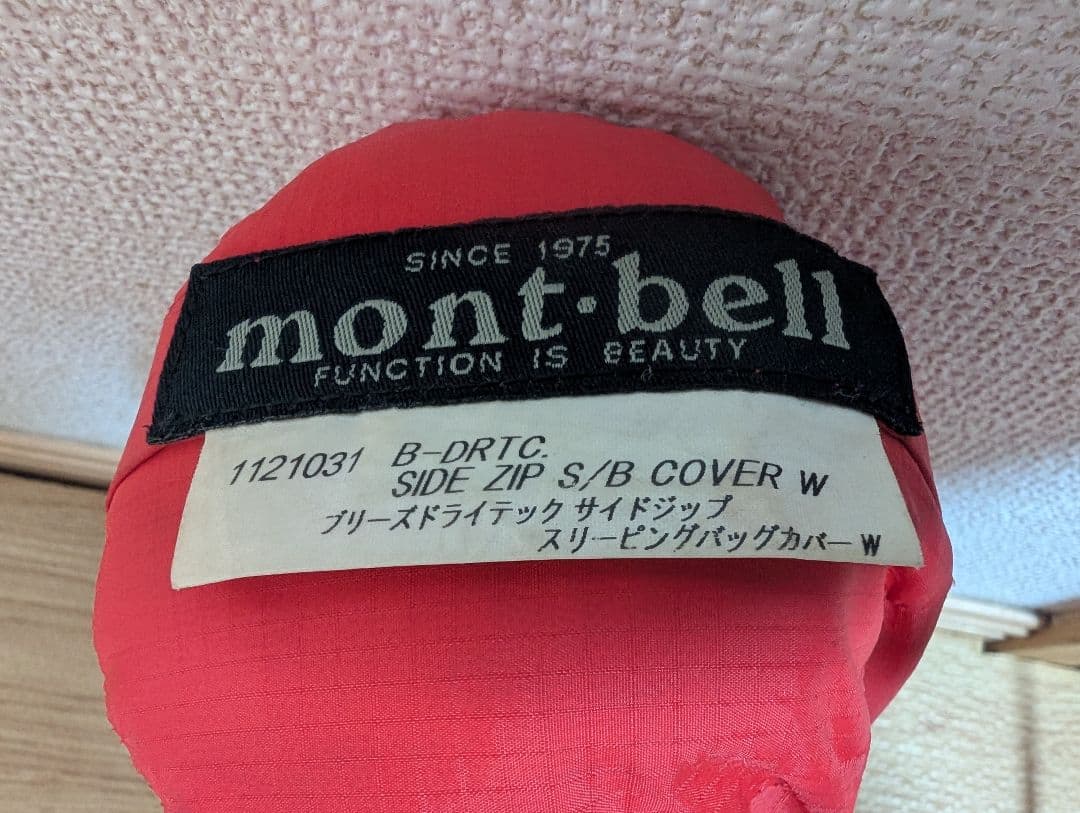 SINCE 1975
mont·bell
FUNCTION IS BEAUTY
1121031 B-DRTC.
SIDE ZIP S/B COVER W
ブリーズドライテック サイドジップ
スリーピングバッグカバー W